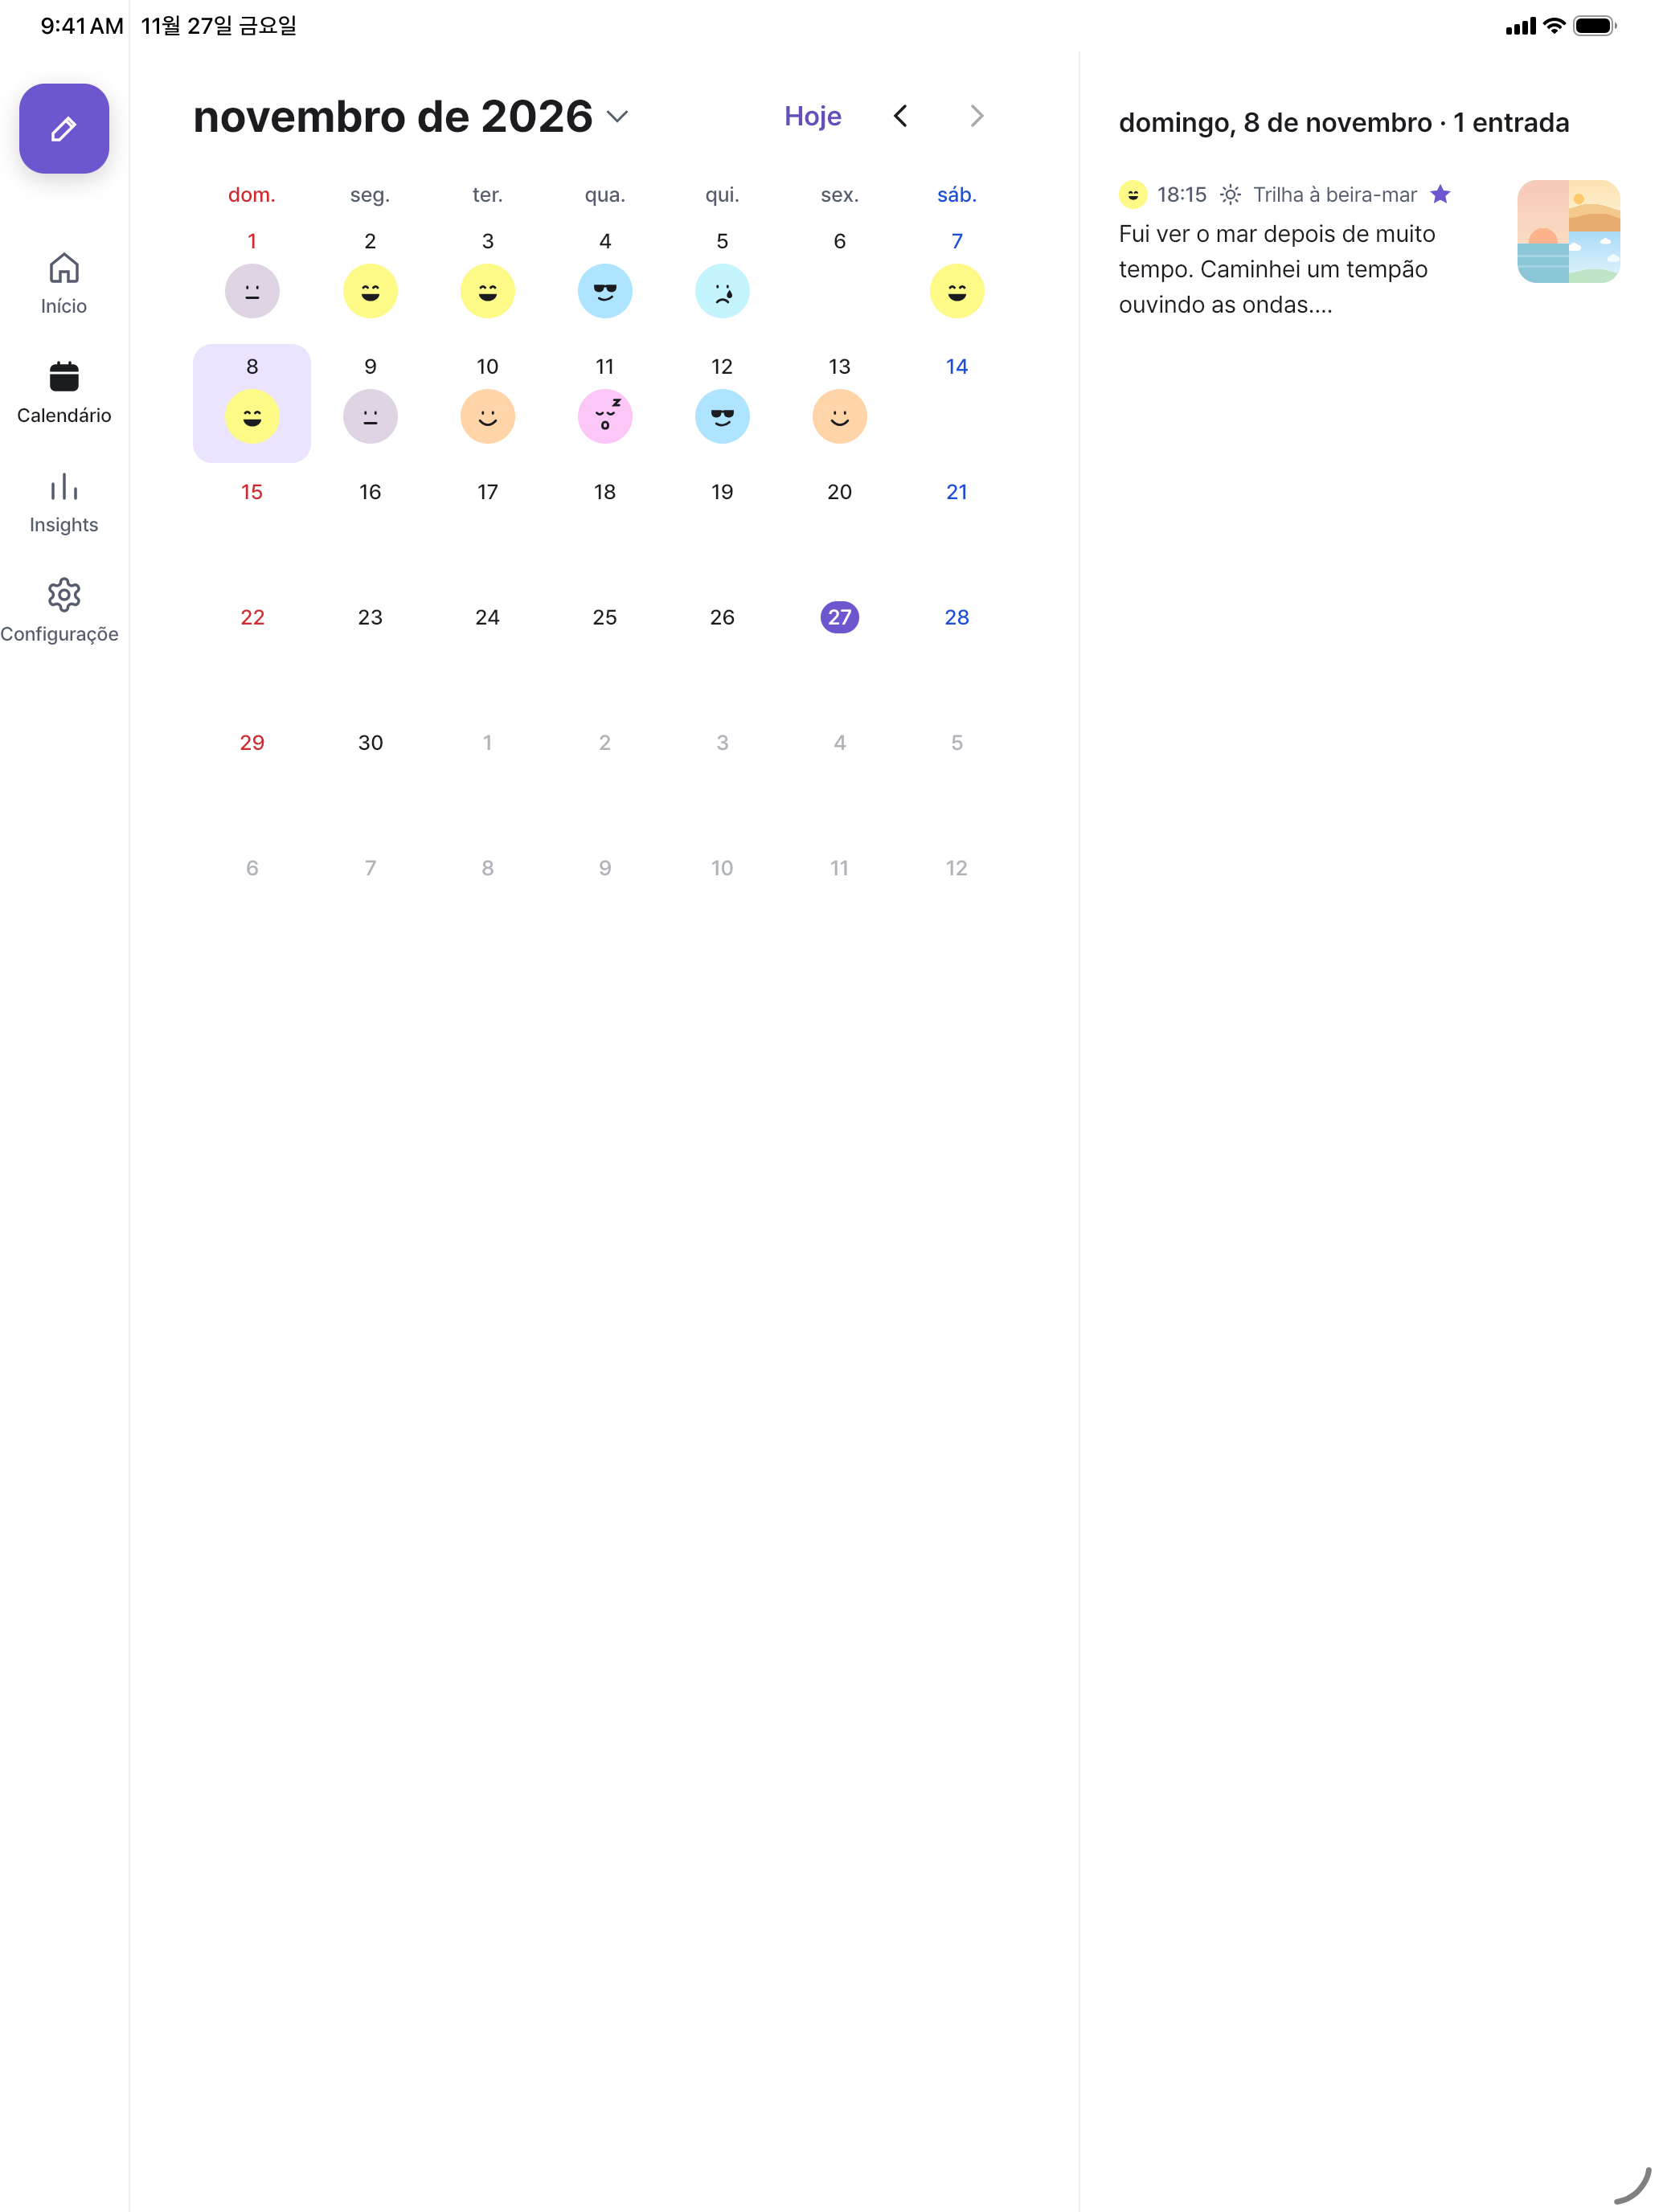 9:41 AM 11월 27일 금요일
Início
Calendário
Insights
Configuraçõe
novembro de 2026
Hoje
dom. seg. ter. qua. qui. sex. sáb.
1 2 3 4 5 6 7
8 9 10 11 12 13 14
15 16 17 18 19 20 21
22 23 24 25 26 27 28
29 30 1 2 3 4 5
6 7 8 9 10 11 12
domingo, 8 de novembro · 1 entrada
18:15 Trilha à beira-mar
Fui ver o mar depois de muito
tempo. Caminhei um tempão
ouvindo as ondas....